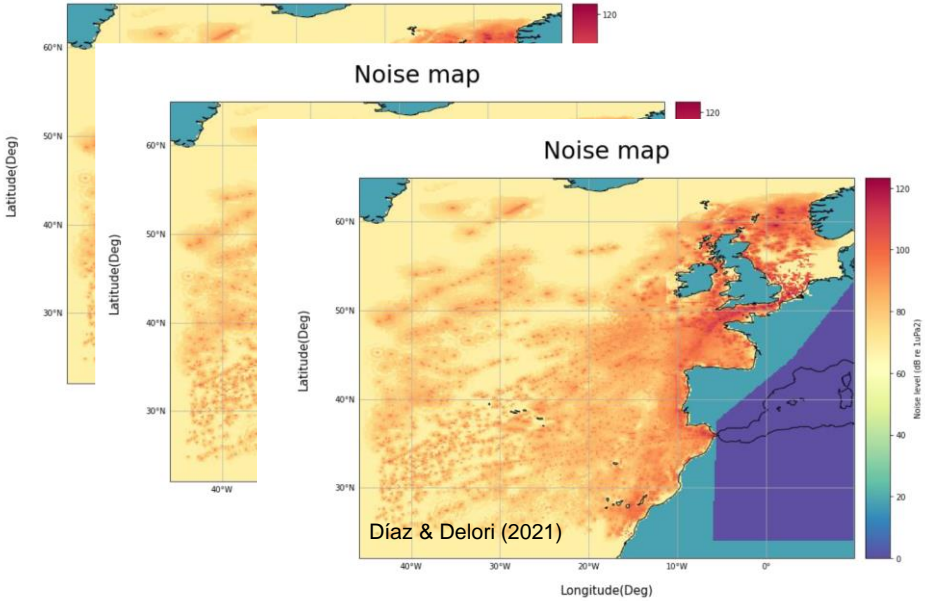 120
60°N
50°N
40°N
30°N
Latitude(Deg)
Noise map
120
60°N
50°N
40°N
30°N
Latitude(Deg)
40°W
Noise map
60°N
50°N
40°N
30°N
Latitude(Deg)
Díaz & Delori (2021)
40°W
30°W
20°W
10°W
0°
Longitude(Deg)
120
100
80
60
40
20
0
Noise level (dB re 1uPa2)